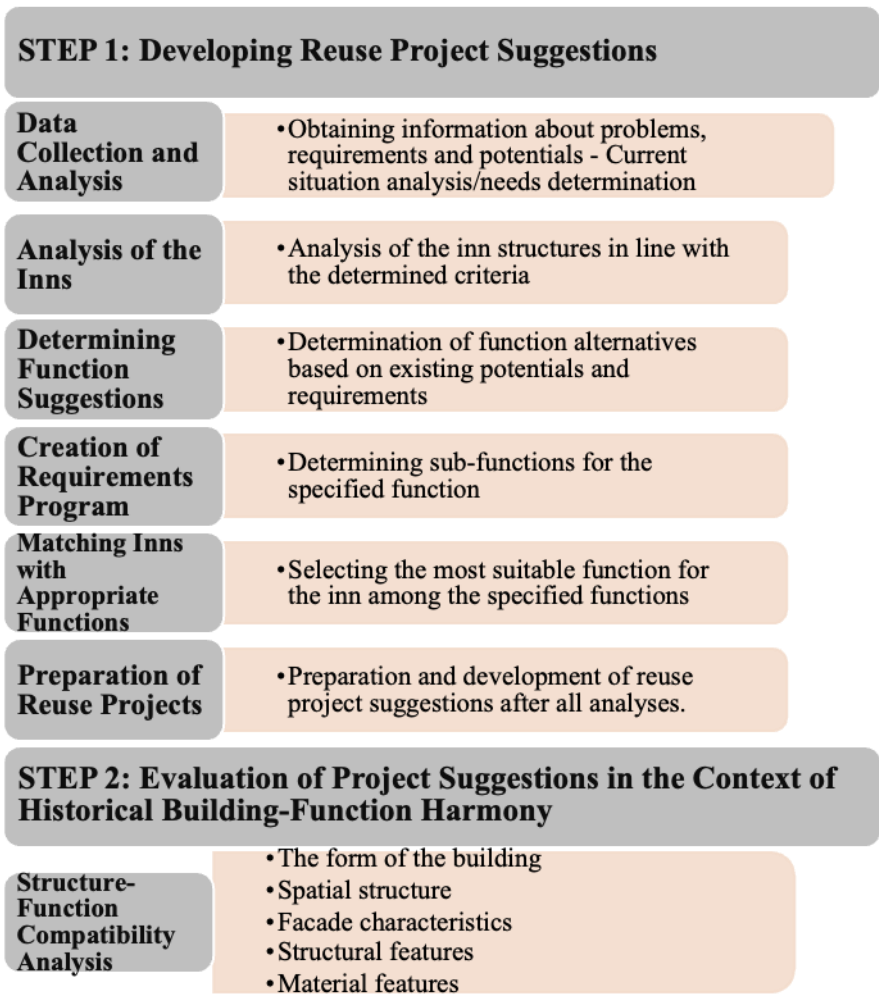 STEP 1: Developing Reuse Project Suggestions
Data
Collection and
Analysis
•Obtaining information about problems,
requirements and potentials - Current
situation analysis/needs determination
Analysis of the
Inns
•Analysis of the inn structures in line with
the determined criteria
Determining
Function
Suggestions
•Determination of function alternatives
based on existing potentials and
requirements
Creation of
Requirements
Program
•Determining sub-functions for the
specified function
Matching Inns
with
Appropriate
Functions
•Selecting the most suitable function for
the inn among the specified functions
Preparation of
Reuse Projects
•Preparation and development of reuse
project suggestions after all analyses.
STEP 2: Evaluation of Project Suggestions in the Context of
Historical Building-Function Harmony
Structure-
Function
Compatibility
Analysis
•The form of the building
•Spatial structure
•Facade characteristics
•Structural features
•Material features